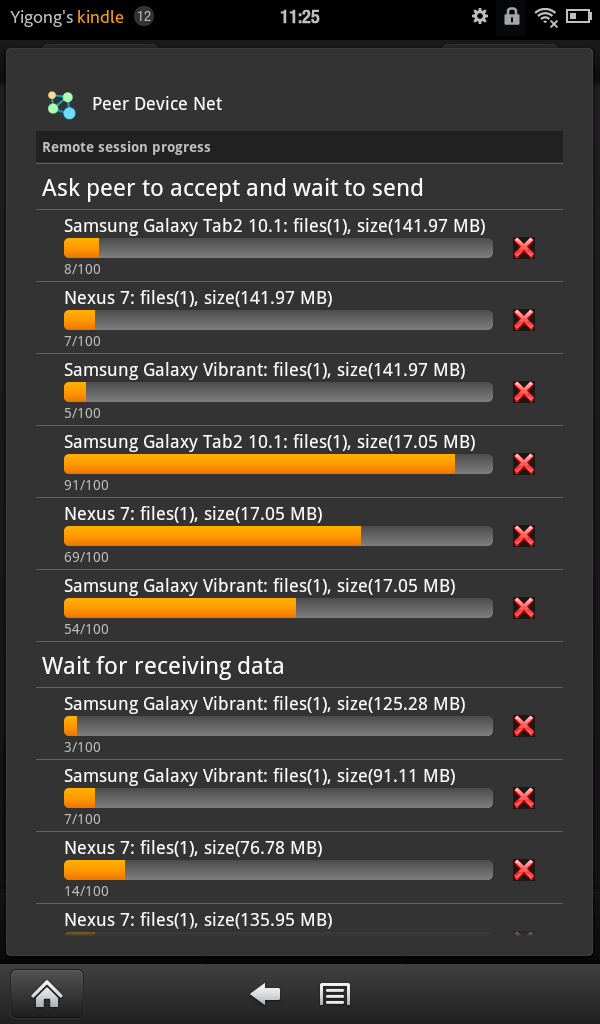 Yigong's kindle 12 11:25
Peer Device Net
Remote session progress
Ask peer to accept and wait to send
Samsung Galaxy Tab2 10.1: files(1), size(141.97 MB)
8/100
Nexus 7: files(1), size(141.97 MB)
7/100
Samsung Galaxy Vibrant: files(1), size(141.97 MB)
5/100
Samsung Galaxy Tab2 10.1: files(1), size(17.05 MB)
91/100
Nexus 7: files(1), size(17.05 MB)
69/100
Samsung Galaxy Vibrant: files(1), size(17.05 MB)
54/100
Wait for receiving data
Samsung Galaxy Vibrant: files(1), size(125.28 MB)
3/100
Samsung Galaxy Vibrant: files(1), size(91.11 MB)
7/100
Nexus 7: files(1), size(76.78 MB)
14/100
Nexus 7: files(1), size(135.95 MB)